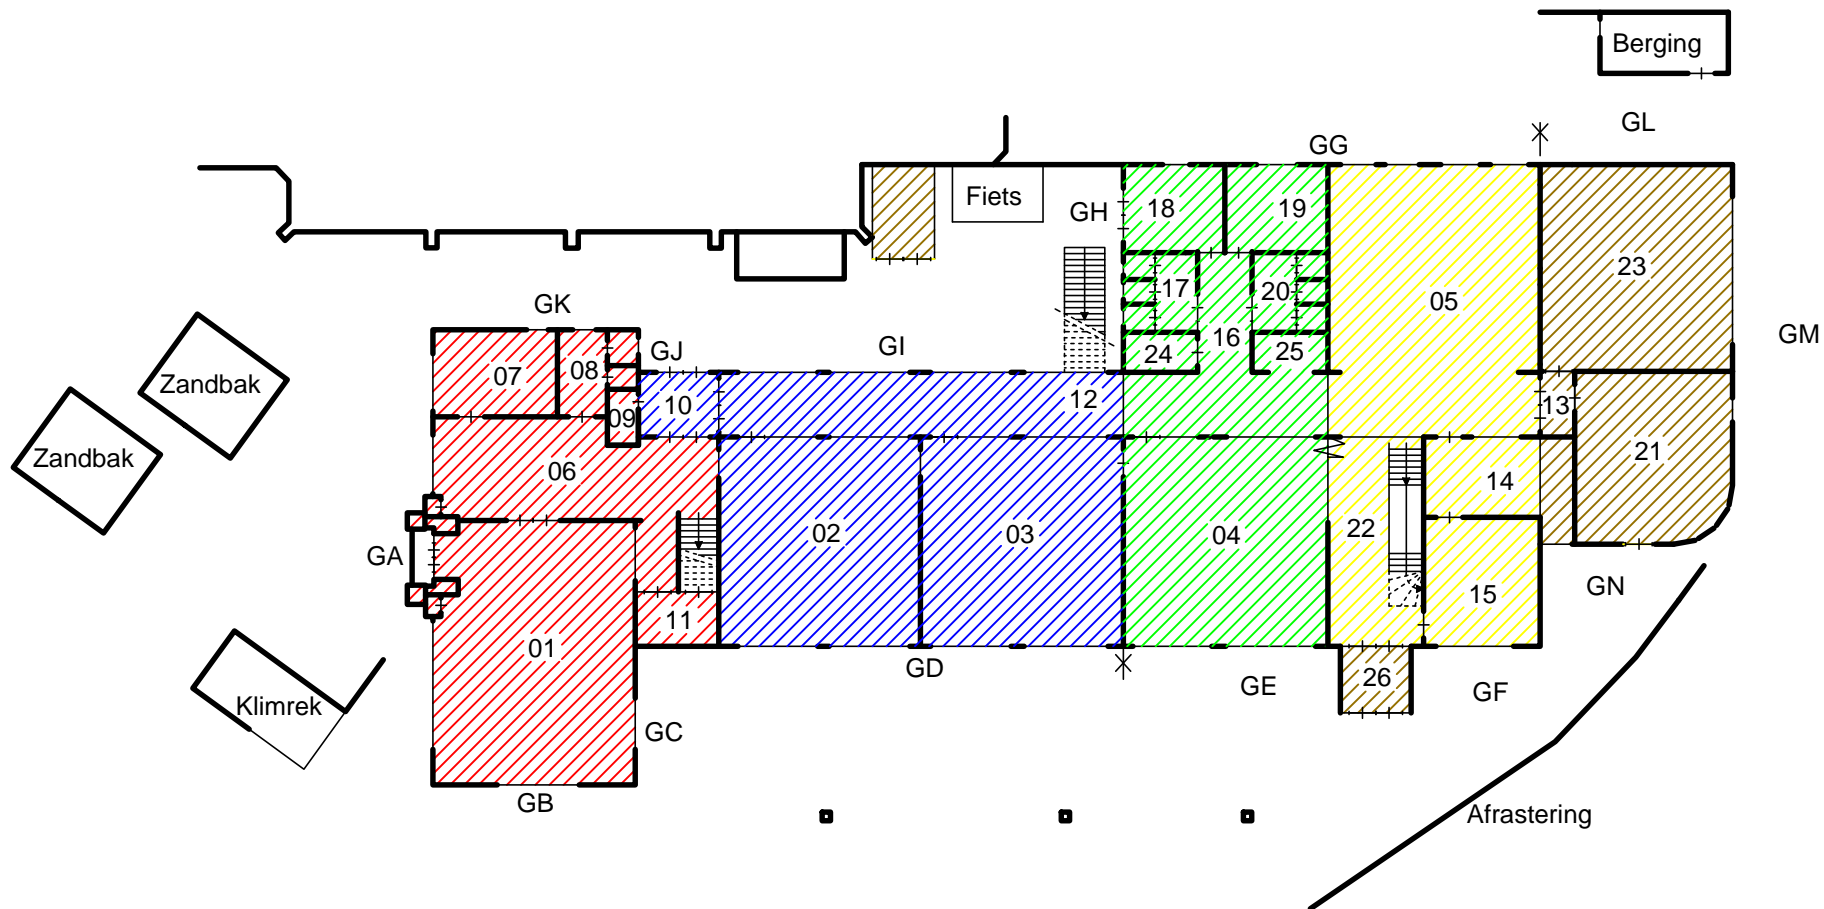 Berging
GL
GG
Fiets
GH
18
19
23
17
20
05
GK
GJ
GI
16
24
25
GM
Zandbak
07
08
10
12
13
09
Zandbak
06
21
14
GA
02
03
04
22
GN
15
11
01
GD
26
GE
GF
Klimrek
GC
GB
Afrastering